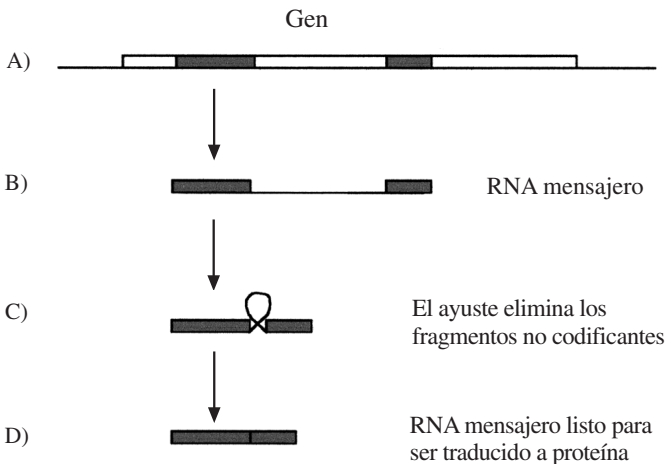 Gen
A)
B)
RNA mensajero
C)
El ayuste elimina los
fragmentos no codificantes
D)
RNA mensajero listo para
ser traducido a proteína